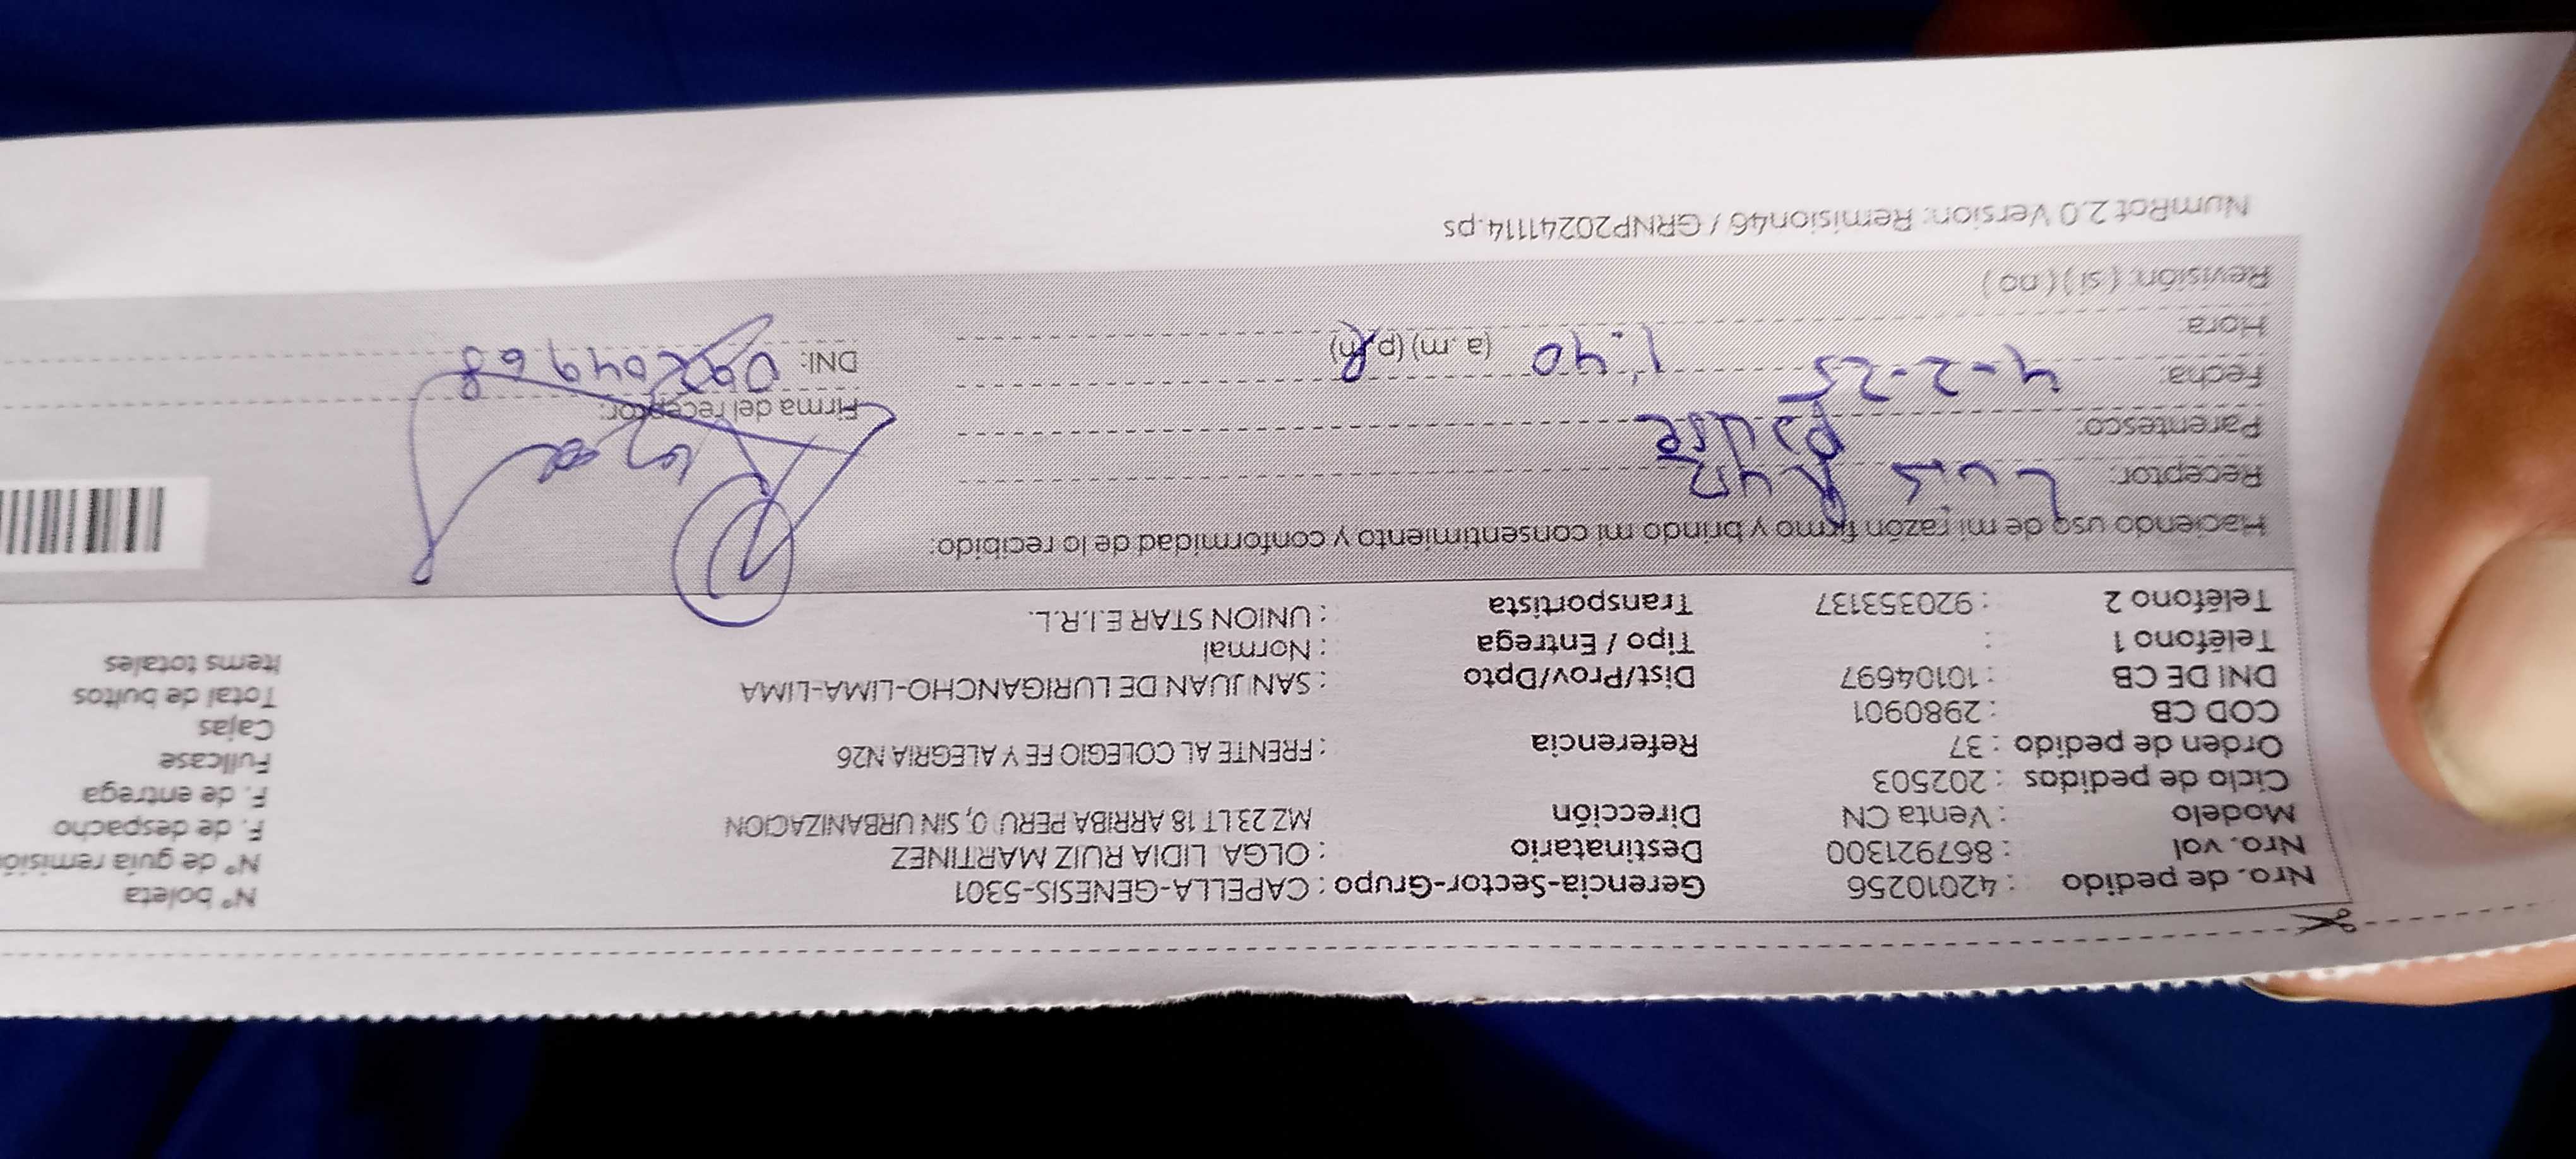 Nro. de pedido : 42010256 Gerencia-Sector-Grupo : CAPELLA-GENESIS-5301 N° boleta
Nro. vol : 867921300 Destinatario : OLGA LIDIA RUIZ MARTINEZ N° de guia remisió
Modelo : Venta CN Dirección MZ 23 LT 18 ARRIBA PERU 0, SIN URBANIZACION F. de despacho
Ciclo de pedidos : 202503 F. de entrega
Orden de pedido : 37 Referencia : FRENTE AL COLEGIO FE Y ALEGRIA N26 Fullcase
COD CB : 2980901 Cajas
DNI DE CB : 10104697 Dist/Prov/Dpto : SAN JUAN DE LURIGANCHO-LIMA-LIMA Total de bultos
Teléfono 1 : Tipo / Entrega : Normal Items totales
Teléfono 2 : 920353137 Transportista : UNION STAR E.I.R.L.
Haciendo uso de mi razón firmo y brindo mi consentimiento y conformidad de lo recibido:
Receptor: Luis Ruiz
Parentesco: padre Firma del receptor:
Fecha: 4-2-25 DNI:
Hora: 1:40 (a.m) (p.m)
Revisión: (si) (no)
NumRot 2.0 Version: Remision46 / GRNP20241114.ps